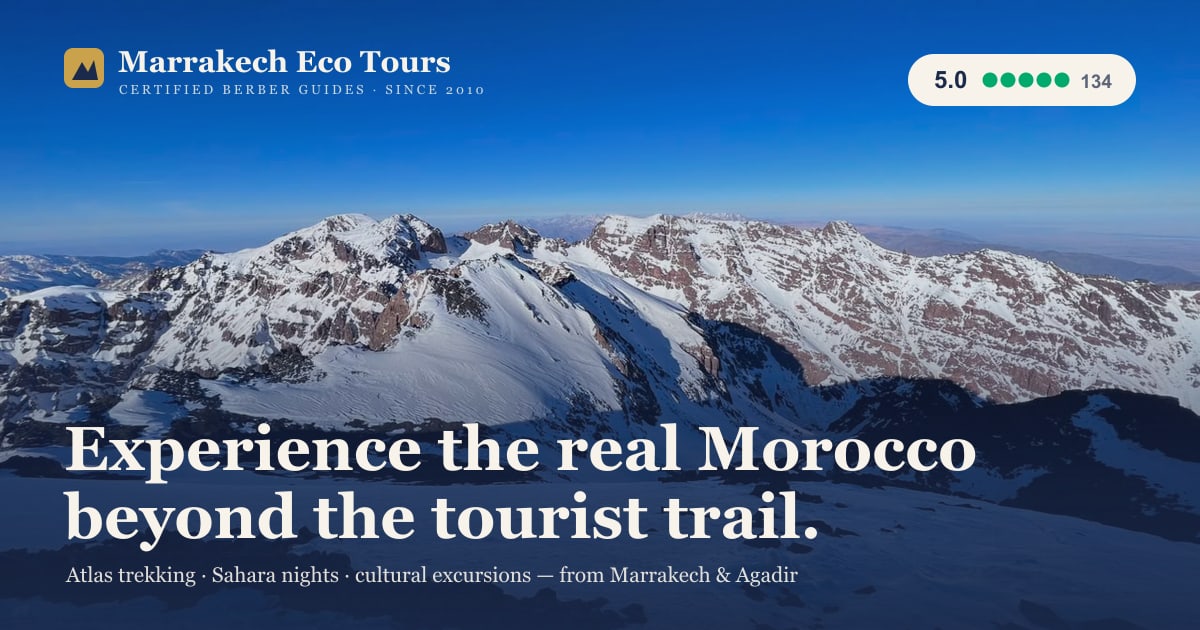 Marrakech Eco Tours
CERTIFIED BERBER GUIDES · SINCE 2010
5.0 134
Experience the real Morocco
beyond the tourist trail.
Atlas trekking · Sahara nights · cultural excursions — from Marrakech & Agadir